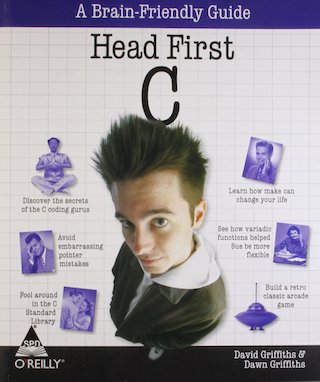 A Brain-Friendly Guide
Head First
C
Discover the secrets
of the C coding gurus
Learn how make can
change your life
Avoid
embarrassing
pointer
mistakes
See how variadic
functions helped
Sue be more
flexible
Fool around
in the C
Standard
Library
Build a retro
classic arcade
game
SPD
O'REILLY®
David Griffiths &
Dawn Griffiths